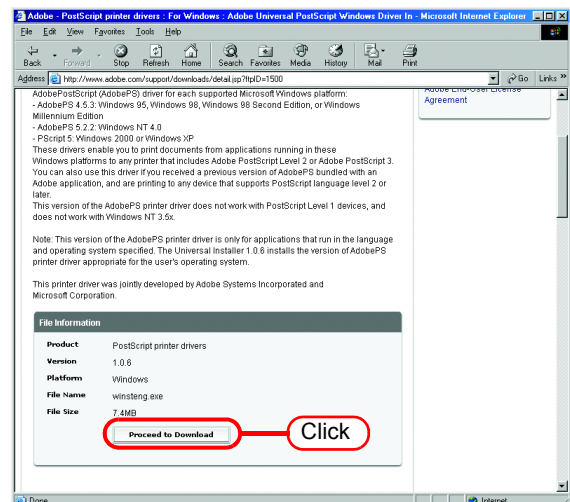 Adobe - PostScript printer drivers : For Windows : Adobe Universal PostScript Windows Driver In - Microsoft Internet Explorer
File Edit View Favorites Tools Help
Back Forward Stop Refresh Home Search Favorites Media History Mail Print
Address http://www.adobe.com/support/downloads/detail.jsp?ftpID=1500 Go Links »
AdobePostScript (AdobePS) driver for each supported Microsoft Windows platform:
- AdobePS 4.5.3: Windows 95, Windows 98, Windows 98 Second Edition, or Windows
Millennium Edition
- AdobePS 5.2.2: Windows NT 4.0
- PScript 5: Windows 2000 or Windows XP
These drivers enable you to print documents from applications running in these
Windows platforms to any printer that includes Adobe PostScript Level 2 or Adobe PostScript 3.
You can also use this driver if you received a previous version of AdobePS bundled with an
Adobe application, and are printing to any device that supports PostScript language level 2 or
later.
This version of the AdobePS printer driver does not work with PostScript Level 1 devices, and
does not work with Windows NT 3.5x.
Note: This version of the AdobePS printer driver is only for applications that run in the language
and operating system specified. The Universal Installer 1.0.6 installs the version of AdobePS
printer driver appropriate for the user's operating system.
This printer driver was jointly developed by Adobe Systems Incorporated and
Microsoft Corporation.
Adobe End-User License
Agreement
File Information
Product PostScript printer drivers
Version 1.0.6
Platform Windows
File Name winsteng.exe
File Size 7.4MB
Proceed to Download
Click
Done Internet